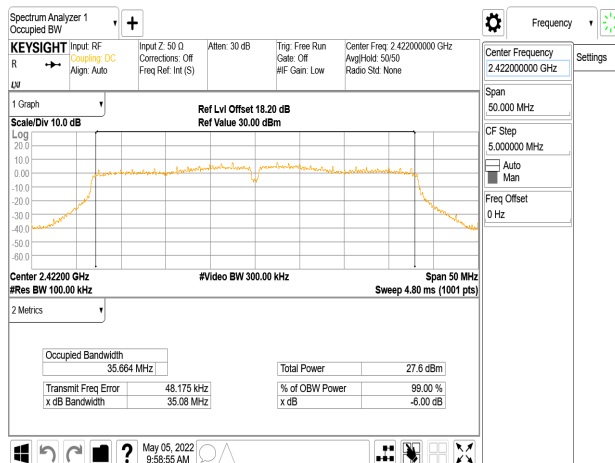 Spectrum Analyzer 1
Occupied BW
Frequency
KEYSIGHT
R
LXI
Input: RF
Coupling: DC
Align: Auto
Input Z: 50 Ω
Corrections: Off
Freq Ref: Int (S)
Atten: 30 dB
Trig: Free Run
Gate: Off
#IF Gain: Low
Center Freq: 2.422000000 GHz
Avg|Hold: 50/50
Radio Std: None
Center Frequency
2.422000000 GHz
Settings
Span
50.000 MHz
CF Step
5.000000 MHz
Auto
Man
Freq Offset
0 Hz
1 Graph
Scale/Div 10.0 dB
Ref Lvl Offset 18.20 dB
Ref Value 30.00 dBm
Log
20.0
10.0
0.00
-10.0
-20.0
-30.0
-40.0
-50.0
-60.0
Center 2.42200 GHz
#Video BW 300.00 kHz
Span 50 MHz
#Res BW 100.00 kHz
Sweep 4.80 ms (1001 pts)
2 Metrics
Occupied Bandwidth
35.664 MHz
Total Power 27.6 dBm
Transmit Freq Error 48.175 kHz
% of OBW Power 99.00 %
x dB Bandwidth 35.08 MHz
x dB -6.00 dB
?
May 05, 2022
9:58:55 AM